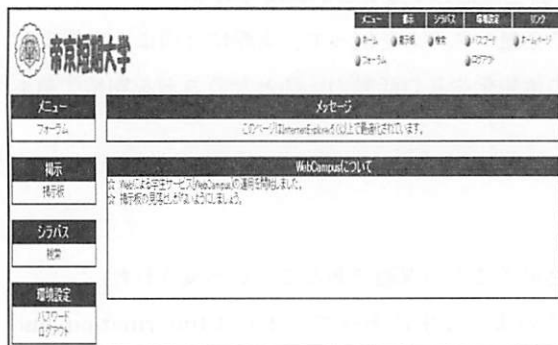 帝京短期大学
メニュー 掲示 シラバス 環境設定 リンク
ホーム 掲示板 検索 パスワード ホームページ
フォーラム ログアウト
メニュー
フォーラム
メッセージ
このページはInternetExplorer6以上で最適化されています。
掲示
掲示板
WebCampusについて
☆ Webによる学生サービス(WebCampus)の運用を開始しました。
☆ 掲示板の見落としがないようにしましょう。
シラバス
検索
環境設定
パスワード
ログアウト